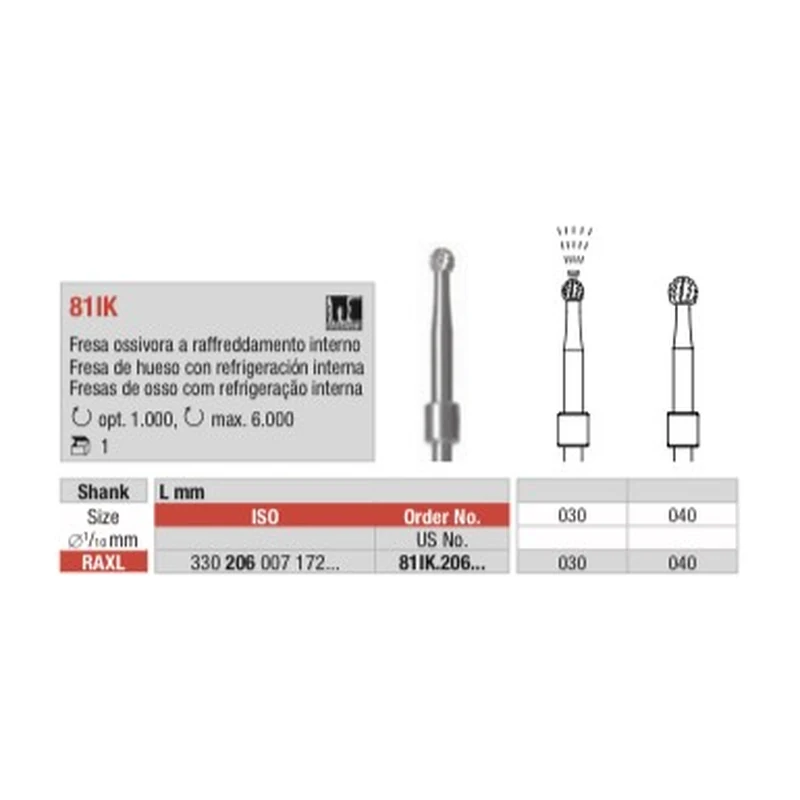 81IK
Fresa ossivora a raffreddamento interno
Fresa de hueso con refrigeración interna
Fresas de osso com refrigeração interna
opt. 1.000, max. 6.000
1
Shank L mm
Size ISO Order No. 030 040
Ø 1/10 mm US No.
RAXL 330 206 007 172... 81IK.206... 030 040